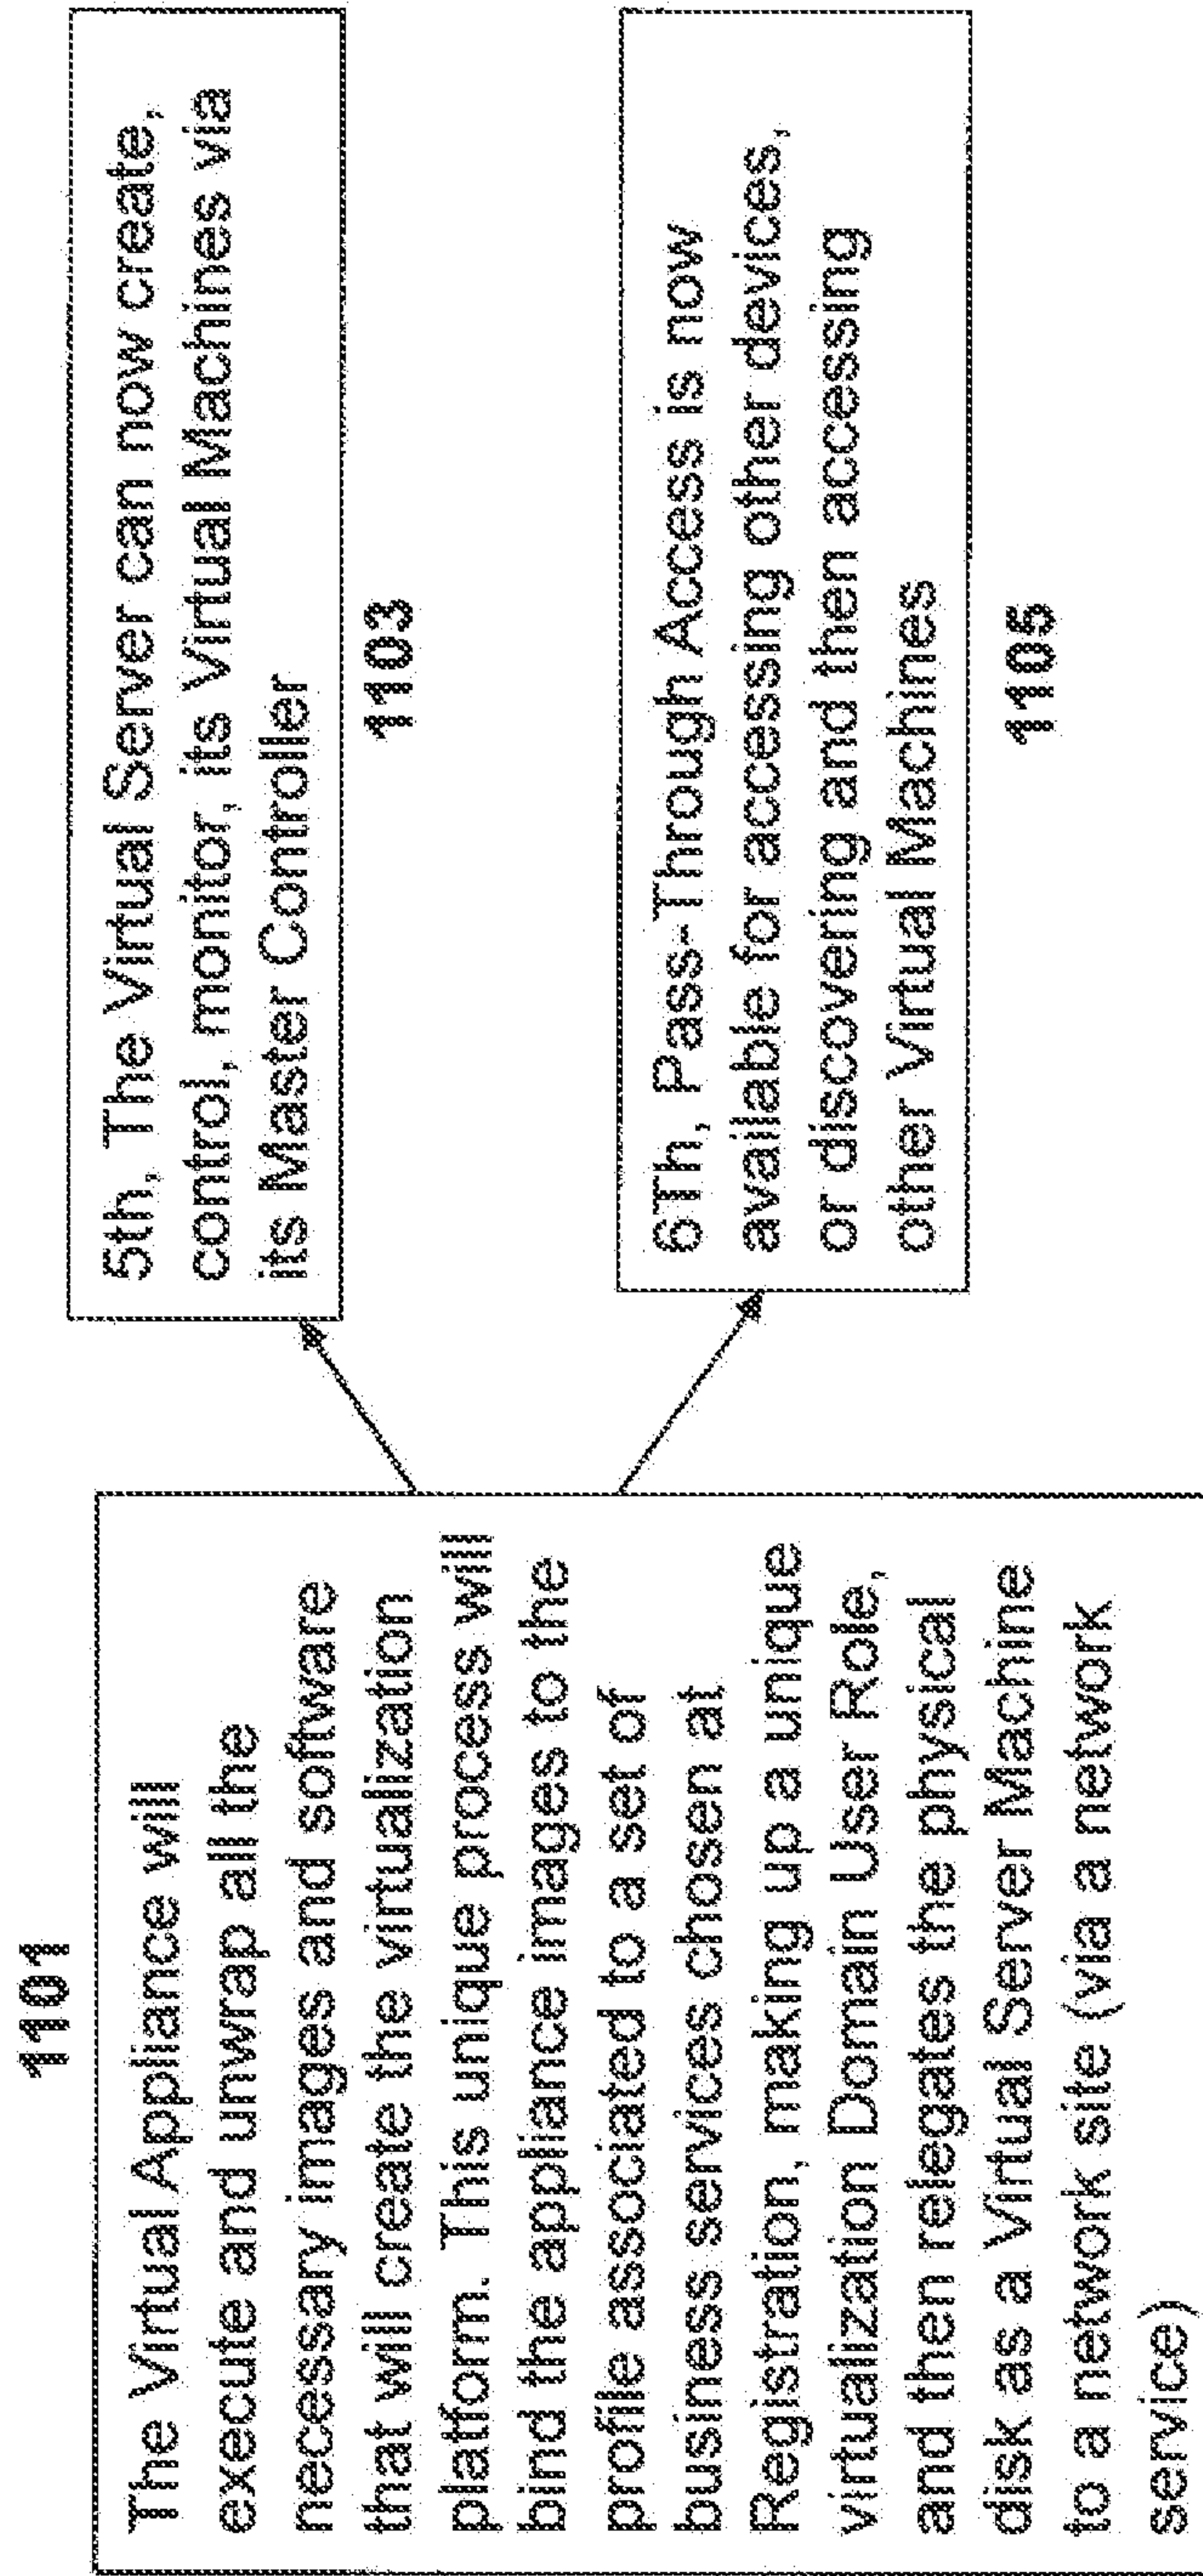 1101
The Virtual Appliance will
execute and unwrap all the
necessary images and software
that will create the virtualization
platform. This unique process will
bind the appliance images to the
profile associated to a set of
business services chosen at
Registration, making up a unique
virtualization Domain User Role,
and then relegates the physical
disk as a Virtual Server Machine
to a network site (via a network
service)
5th, The Virtual Server can now create,
control, monitor, its Virtual Machines via
its Master Controller
1103
6Th, Pass-Through Access is now
available for accessing other devices,
or discovering and then accessing
other Virtual Machines
1105